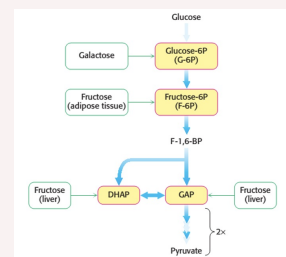 Glucose
Galactose
Glucose-6P
(G-6P)
Fructose
(adipose tissue)
Fructose-6P
(F-6P)
F-1,6-BP
Fructose
(liver)
DHAP
GAP
Fructose
(liver)
2×
Pyruvate